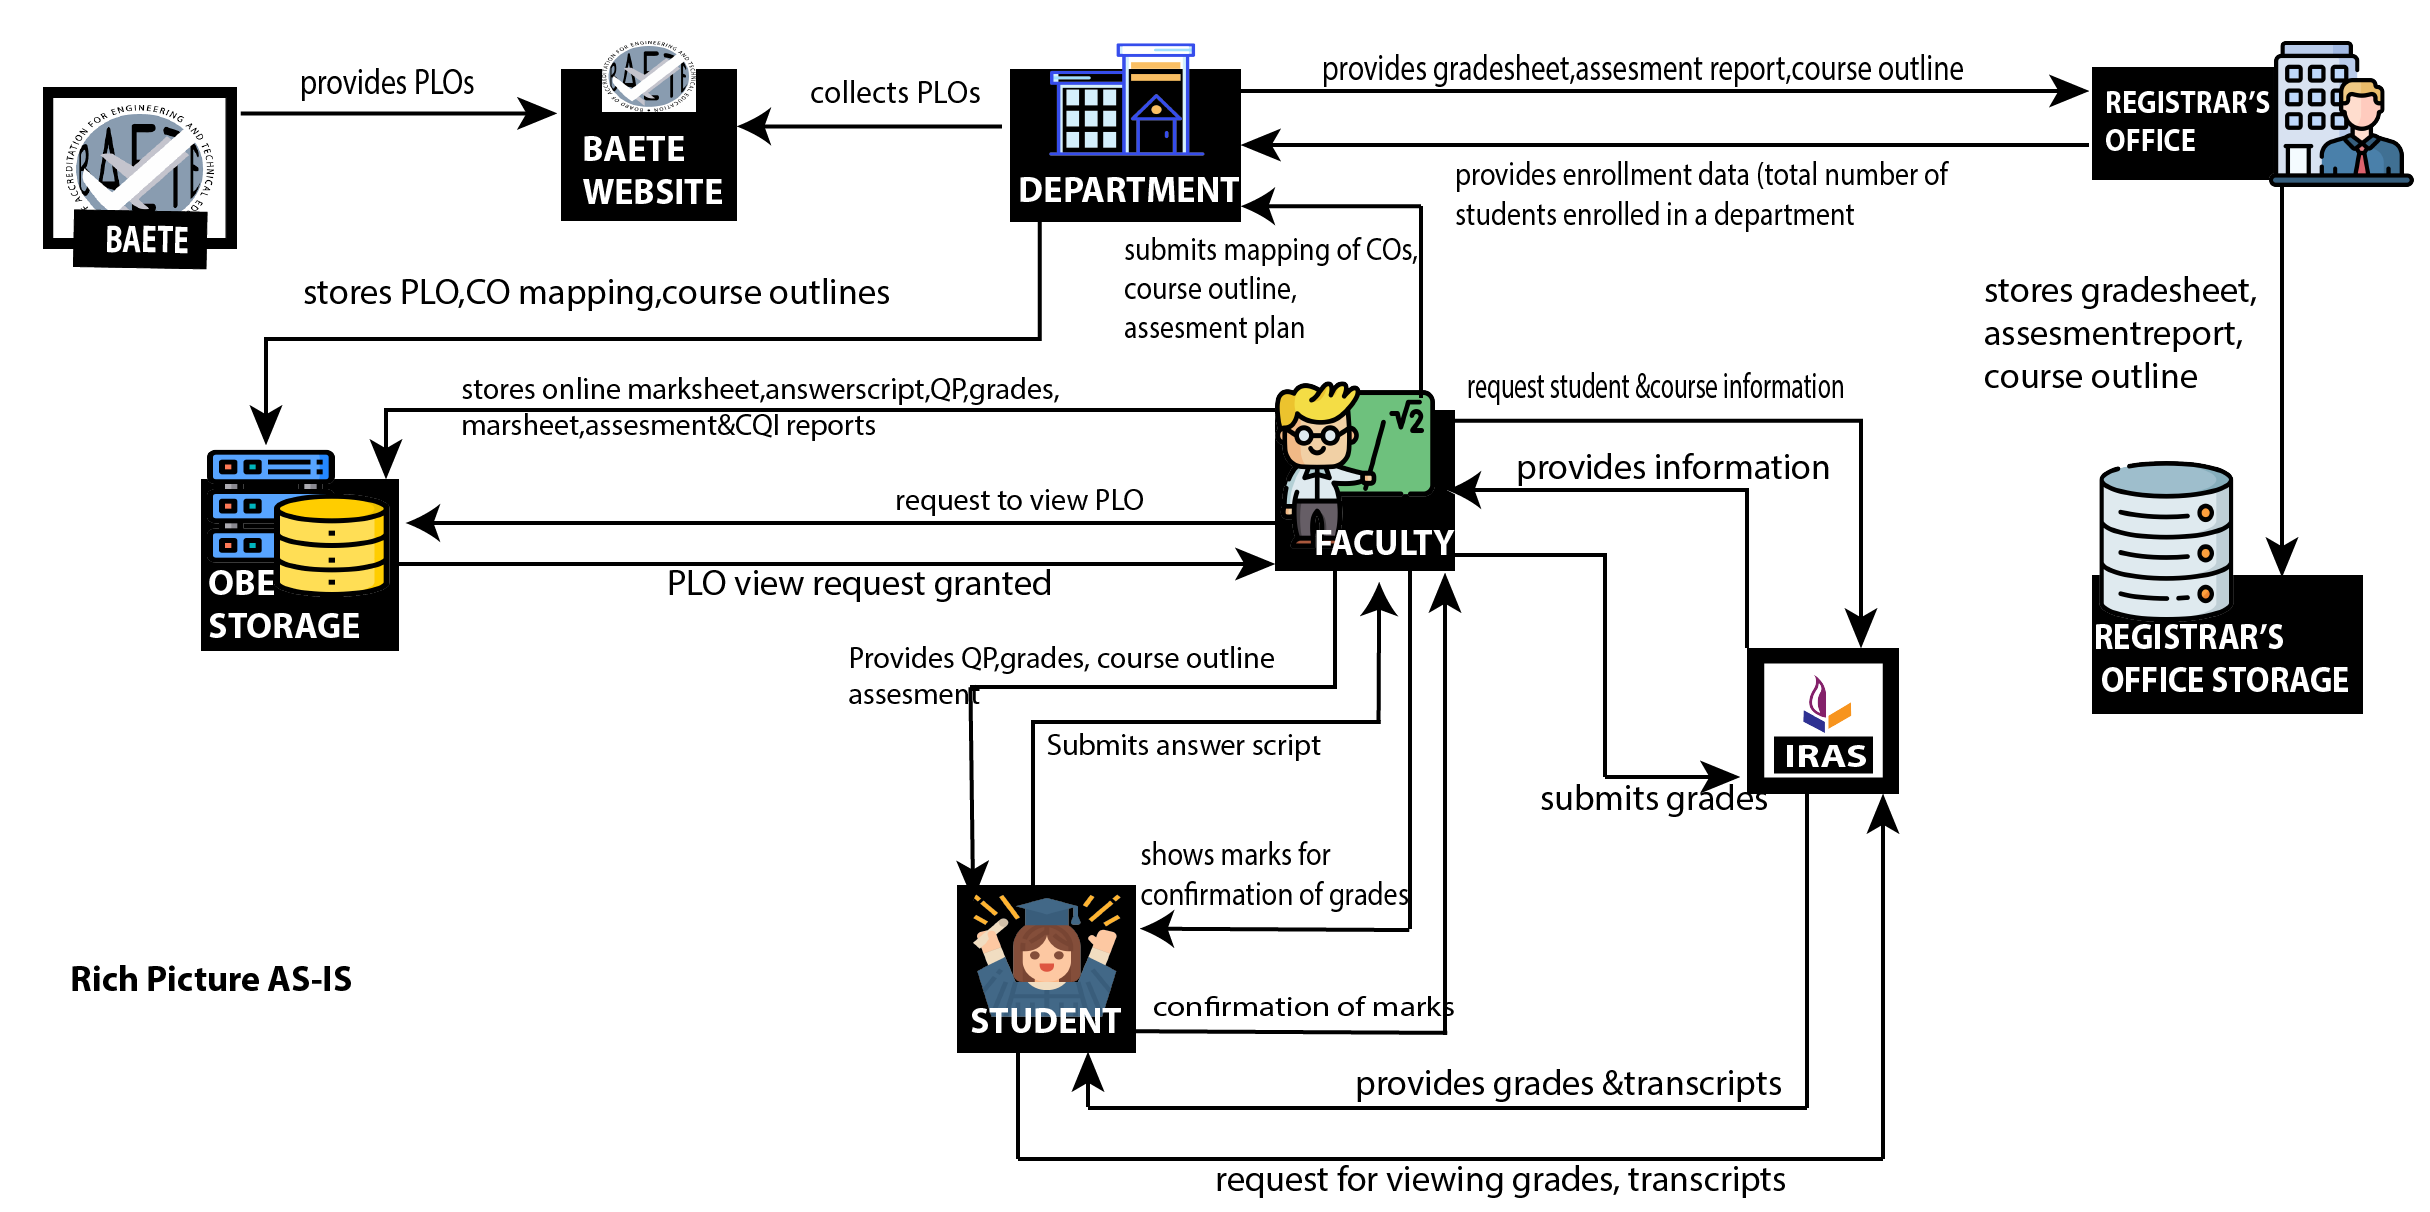 provides PLOs
collects PLOs
provides gradesheet,assesment report,course outline
REGISTRAR'S
OFFICE
BAETE
WEBSITE
DEPARTMENT
BAETE
provides enrollment data (total number of
students enrolled in a department
submits mapping of COs,
course outline,
assesment plan
stores PLO,CO mapping,course outlines
stores gradesheet,
assesmentreport,
course outline
stores online marksheet,answerscript,QP,grades,
marsheet,assesment&CQI reports
request student &course information
√2
provides information
request to view PLO
FACULTY
PLO view request granted
OBE
STORAGE
REGISTRAR'S
OFFICE STORAGE
Provides QP,grades, course outline
assesment
Submits answer script
IRAS
submits grades
shows marks for
confirmation of grades
Rich Picture AS-IS
STUDENT
confirmation of marks
provides grades &transcripts
request for viewing grades, transcripts